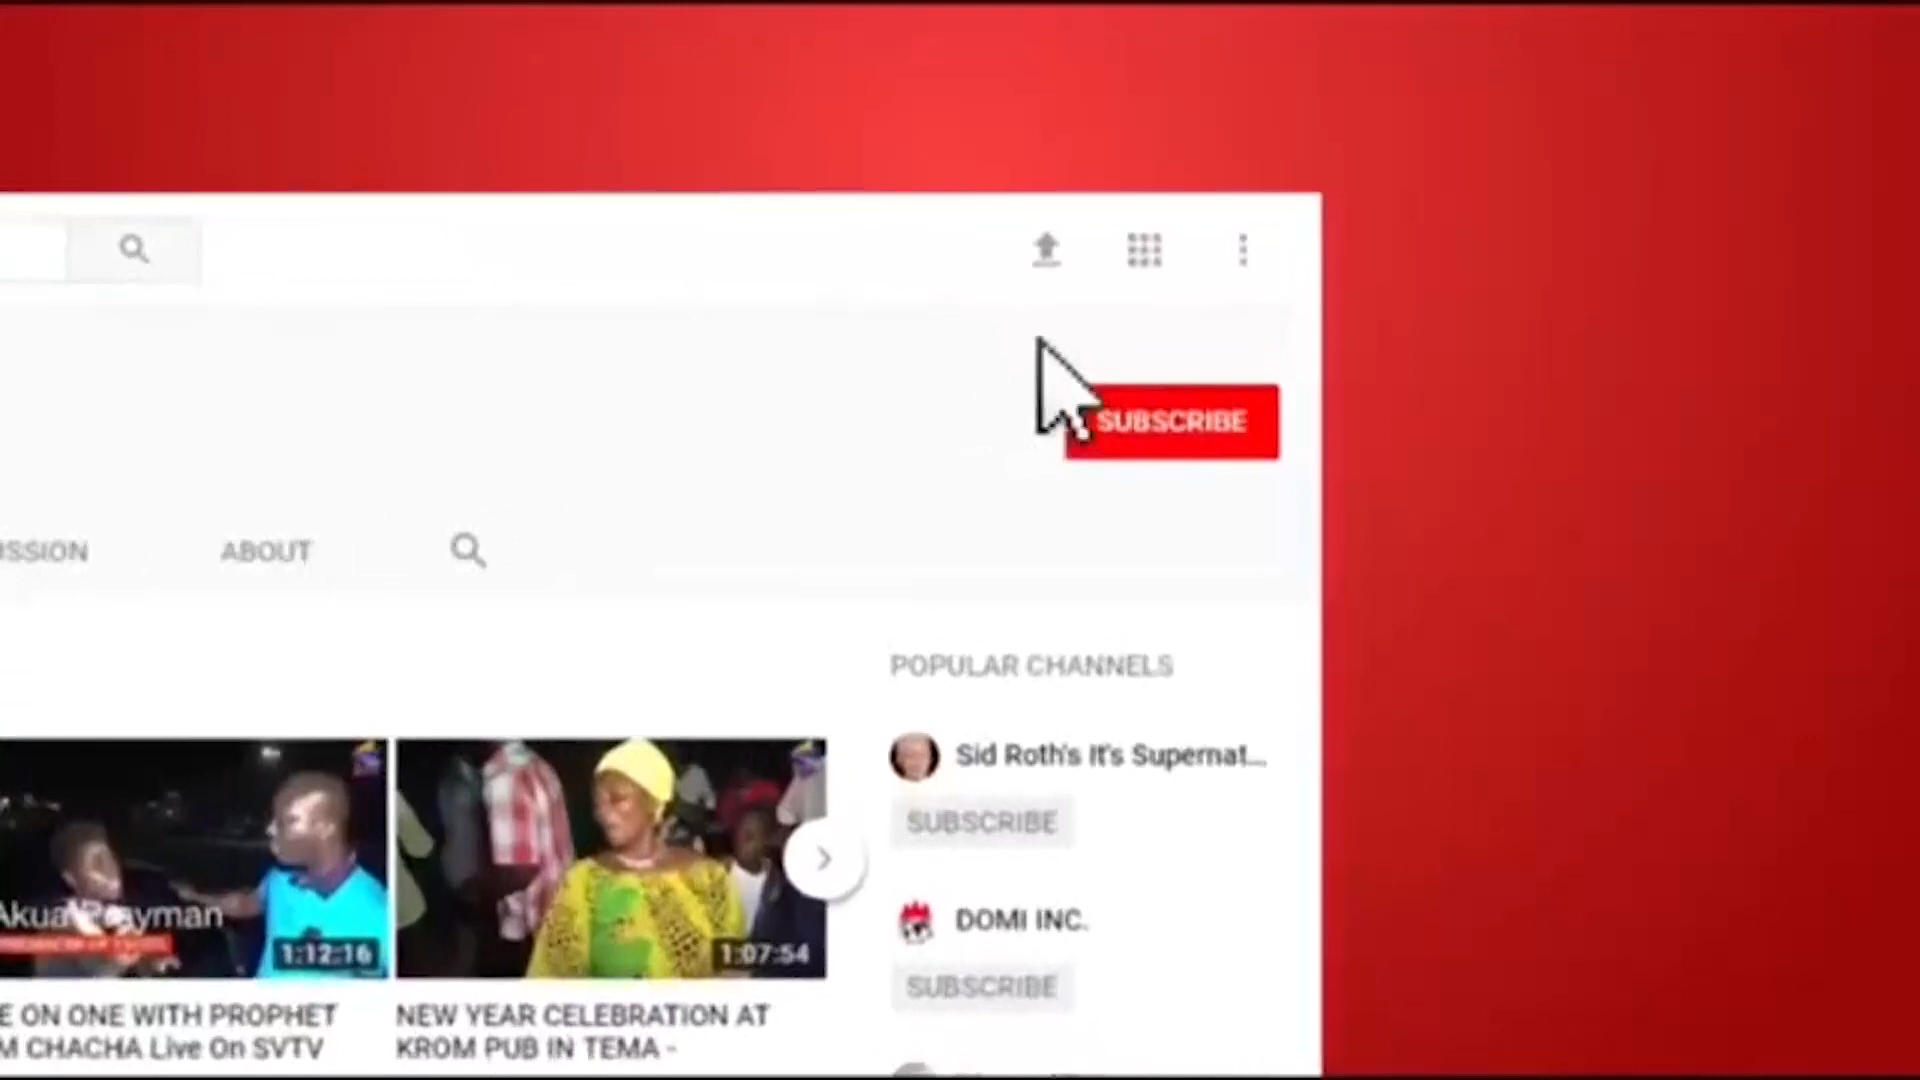 SUBSCRIBE
SSION
ABOUT
POPULAR CHANNELS
Sid Roth's It's Supernat...
SUBSCRIBE
DOMI INC.
SUBSCRIBE
Akua
1:12:16
1:07:54
E ON ONE WITH PROPHET
M CHACHA Live On SVTV
NEW YEAR CELEBRATION AT
KROM PUB IN TEMA -